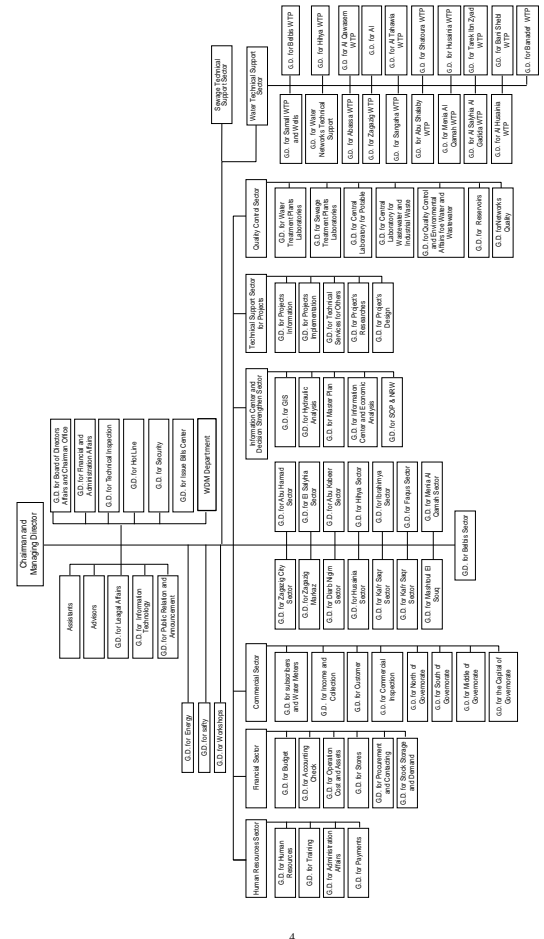 Chairman and
Managing Director
Assistants
Advisors
G.D. for Leagal Affairs
G.D. for Information
Technology
G.D. for Public Relation and
Announcement
G.D. for Board of Directors
Affairs and Chairman Office
G.D. for Financial and
Administration Affairs
G.D. for Technical Inspection
G.D. for Hot Line
G.D. for Security
G.D. for Issue Bills Center
WDM Department
G.D. for Energy
G.D. for safty
G.D. for Workshops
Sewage Technical
Support Sector
Human Resources Sector
G.D. for Human
Resources
G.D. for Training
G.D. for Administration
Affairs
G.D. for Payments
Financial Sector
G.D. for Budget
G.D. for Accounting
Check
G.D. for Operation
Cost and Assets
G.D. for Stores
G.D. for Procurement
and Contacting
G.D. for Stock Storage
and Demand
Commercial Sector
G.D. for subscribers
and Water Meters
G.D. for Income and
Collection
G.D. for Customer
G.D. for Commercial
Inspection
G.D. for North of
Governorate
G.D. for South of
Governorate
G.D. for Middle of
Governorate
G.D. for the Capital of
Governorate
G.D. for Zagazig City
Sector
G.D. for Zagazig
Markaz
G.D. for Diarb Nigim
Sector
G.D. for Husainia
Sector
G.D. for Kafr Saqr
Sector
G.D. for Kafr Saqr
Sector
G.D. for Mashtoul El
Souq
G.D. for Abu Hamad
Sector
G.D. for El Salyhia
Sector
G.D. for Abu Kabeer
Sector
G.D. for Hihya Sector
G.D. for Ibrahimiya
Sector
G.D. for Faqus Sector
G.D. for Menia Al
Qamah Sector
G.D. for Belbis Sector
Information Center and
Decision Strengthen Sector
G.D. for GIS
G.D. for Hydraulic
Analysis
G.D. for Master Plan
G.D. for Information
Center and Economic
Analysis
G.D. for SOP & NRW
Technical Support Sector
for Projects
G.D. for Projects
Information
G.D. for Projects
Implementation
G.D. for Technical
Services for Others
G.D. for Projed's
Researches
G.D. for Projed's
Design
Quality Control Sector
G.D. for Water
Treatment Plants
Laboratories
G.D. for Sewage
Treatment Plants
Laboratories
G.D. for Central
Laboratory for Potable
G.D. for Central
Laboratory for
Wastewater and
Industrial Waste
G.D. for Quality Control
and Environmental
Affairs foe Water and
Wastewater
G.D. for Reservoirs
G.D. forNetworks
Quality
Water Technical Support
Sector
G.D. for Samall WTP
and Wells
G.D. for Water
Networks Technical
Support
G.D. for Abassa WTP
G.D. for Zagazig WTP
G.D. for Sangaha WTP
G.D. for Abu Shalaby
WTP
G.D. for Menia Al
Qamah WTP
G.D. for Al Salyhia Al
Gadida WTP
G.D. for Al Husainia
WTP
G.D. for Belbis WTP
G.D. for Hihya WTP
G.D. for Al Qawasem
WTP
G.D. for Al
G.D. for Al Tahawia
WTP
G.D. for Shatoura WTP
G.D. for Husainia WTP
G.D. for Tarek Ibn Zyad
WTP
G.D. for Bani Shebl
WTP
G.D. for Banadef WTP
4